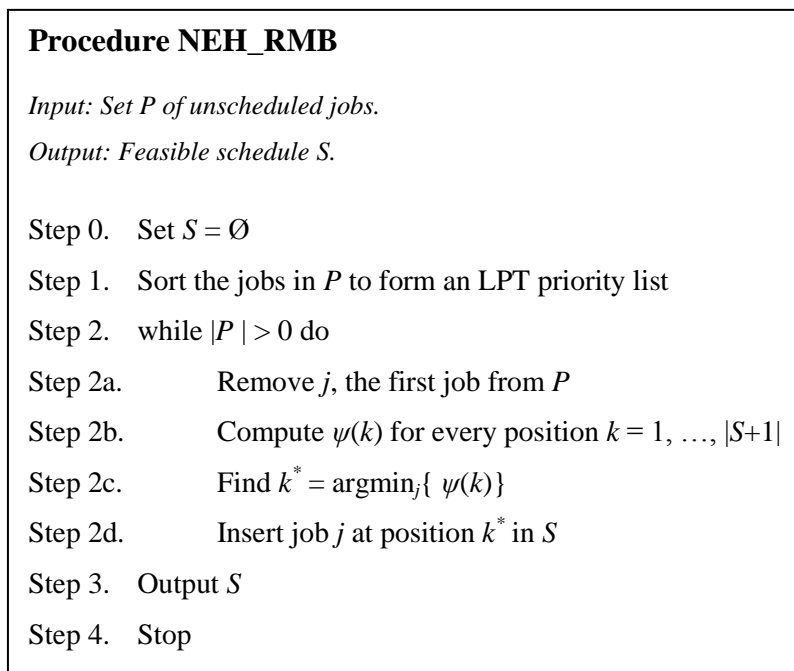 Procedure NEH_RMB
Input: Set P of unscheduled jobs.
Output: Feasible schedule S.
Step 0. Set S = Ø
Step 1. Sort the jobs in P to form an LPT priority list
Step 2. while |P | > 0 do
Step 2a. Remove j, the first job from P
Step 2b. Compute ψ(k) for every position k = 1, …, |S+1|
Step 2c. Find k* = argminj{ ψ(k)}
Step 2d. Insert job j at position k* in S
Step 3. Output S
Step 4. Stop